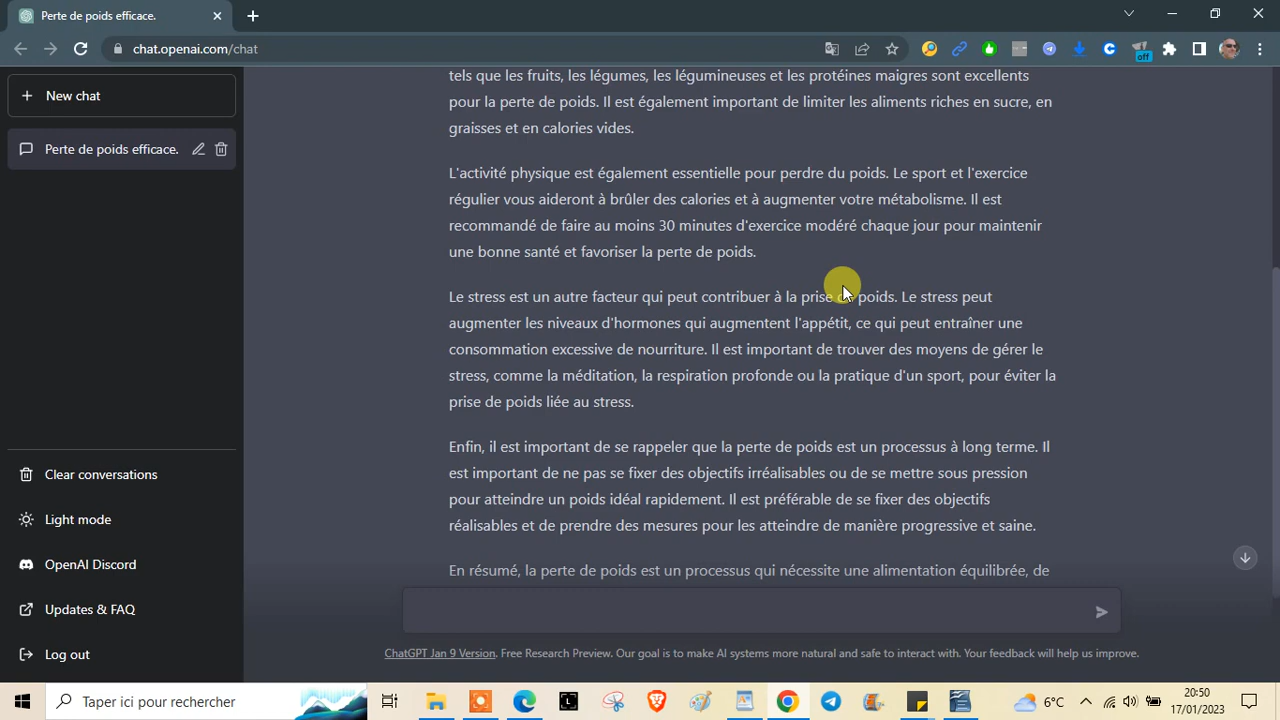 Perte de poids efficace.
chat.openai.com/chat
off
New chat
Perte de poids efficace.
tels que les fruits, les légumes, les légumineuses et les protéines maigres sont excellents
pour la perte de poids. Il est également important de limiter les aliments riches en sucre, en
graisses et en calories vides.
L'activité physique est également essentielle pour perdre du poids. Le sport et l'exercice
régulier vous aideront à brûler des calories et à augmenter votre métabolisme. Il est
recommandé de faire au moins 30 minutes d'exercice modéré chaque jour pour maintenir
une bonne santé et favoriser la perte de poids.
Le stress est un autre facteur qui peut contribuer à la prise de poids. Le stress peut
augmenter les niveaux d'hormones qui augmentent l'appétit, ce qui peut entraîner une
consommation excessive de nourriture. Il est important de trouver des moyens de gérer le
stress, comme la méditation, la respiration profonde ou la pratique d'un sport, pour éviter la
prise de poids liée au stress.
Enfin, il est important de se rappeler que la perte de poids est un processus à long terme. Il
est important de ne pas se fixer des objectifs irréalisables ou de se mettre sous pression
pour atteindre un poids idéal rapidement. Il est préférable de se fixer des objectifs
réalisables et de prendre des mesures pour les atteindre de manière progressive et saine.
En résumé, la perte de poids est un processus qui nécessite une alimentation équilibrée, de
Clear conversations
Light mode
OpenAI Discord
Updates & FAQ
Log out
ChatGPT Jan 9 Version. Free Research Preview. Our goal is to make AI systems more natural and safe to interact with. Your feedback will help us improve.
Taper ici pour rechercher
6°C
20:50
17/01/2023